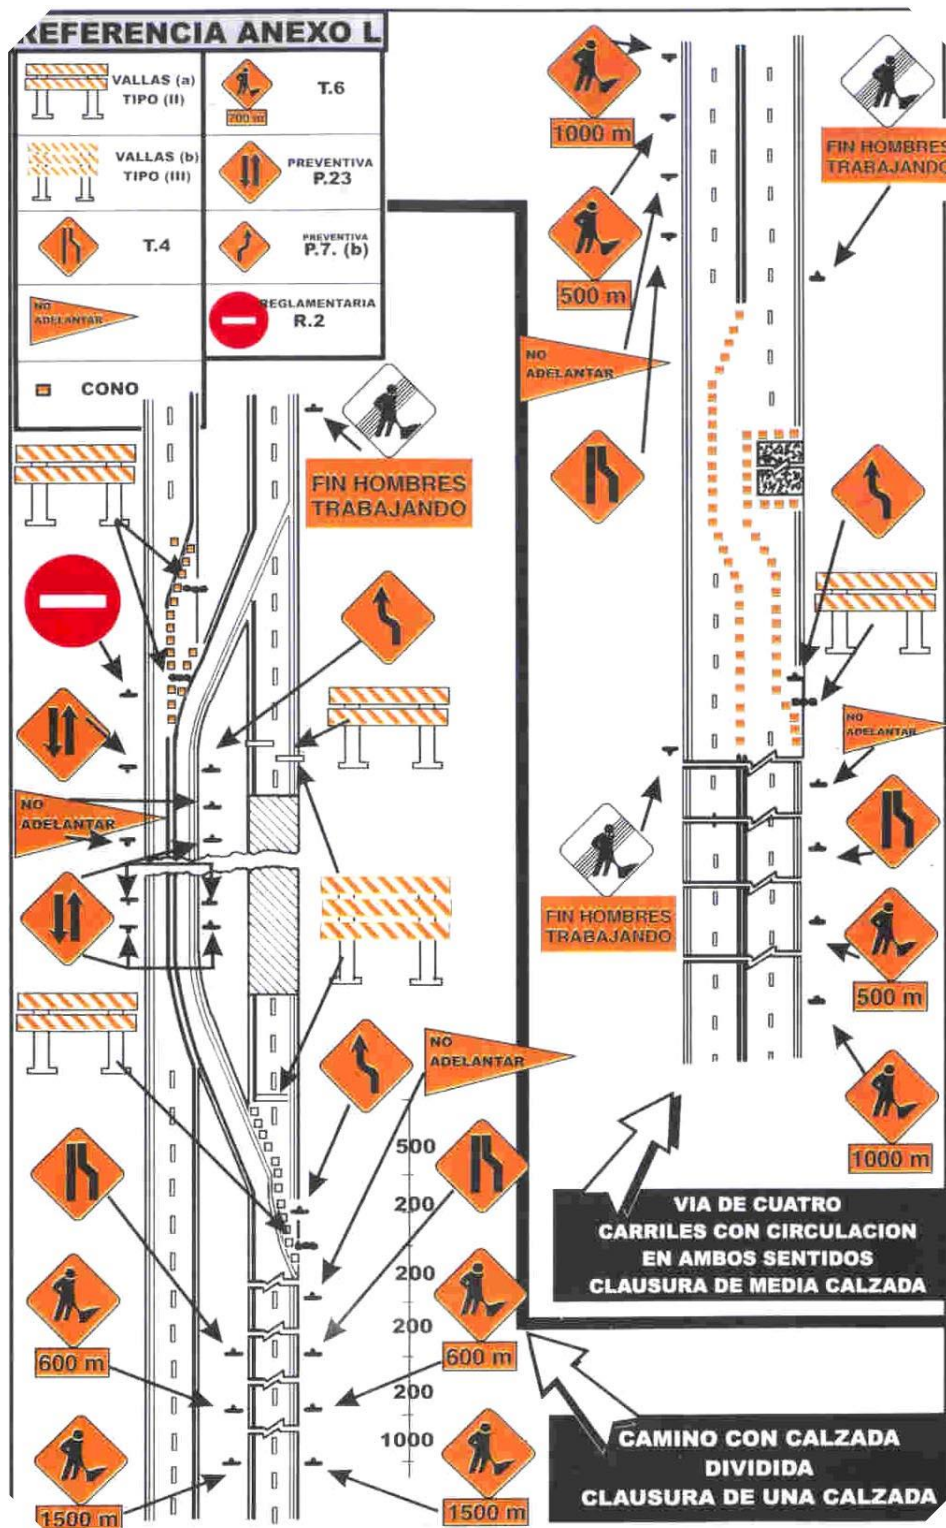 REFERENCIA ANEXO L
VALLAS (a)
TIPO (II)
T.6
700 m
VALLAS (b)
TIPO (III)
PREVENTIVA
P.23
T.4
PREVENTIVA
P.7. (b)
NO
ADELANTAR
REGLAMENTARIA
R.2
CONO
FIN HOMBRES
TRABAJANDO
NO
ADELANTAR
NO
ADELANTAR
500
200
200
200
200
1000
600 m
600 m
1500 m
1500 m
1000 m
FIN HOMBRES
TRABAJANDO
500 m
NO
ADELANTAR
NO
ADELANTAR
FIN HOMBRES
TRABAJANDO
500 m
1000 m
VIA DE CUATRO
CARRILES CON CIRCULACION
EN AMBOS SENTIDOS
CLAUSURA DE MEDIA CALZADA
CAMINO CON CALZADA
DIVIDIDA
CLAUSURA DE UNA CALZADA